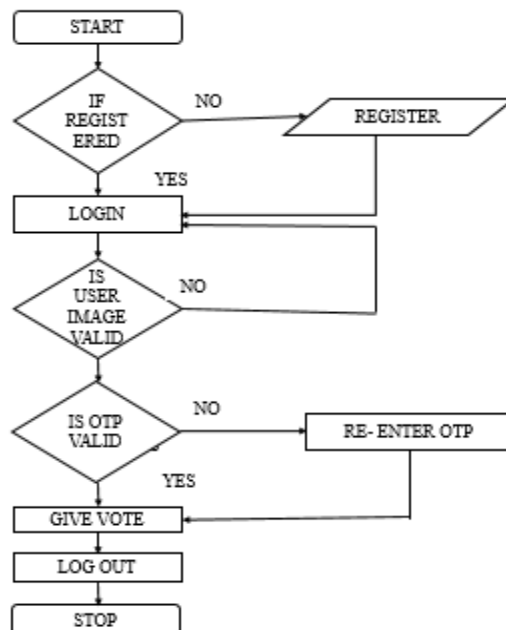 START
IF
REGIST
ERED
NO
REGISTER
YES
LOGIN
IS
USER
IMAGE
VALID
NO
IS OTP
VALID
NO
RE- ENTER OTP
YES
GIVE VOTE
LOG OUT
STOP